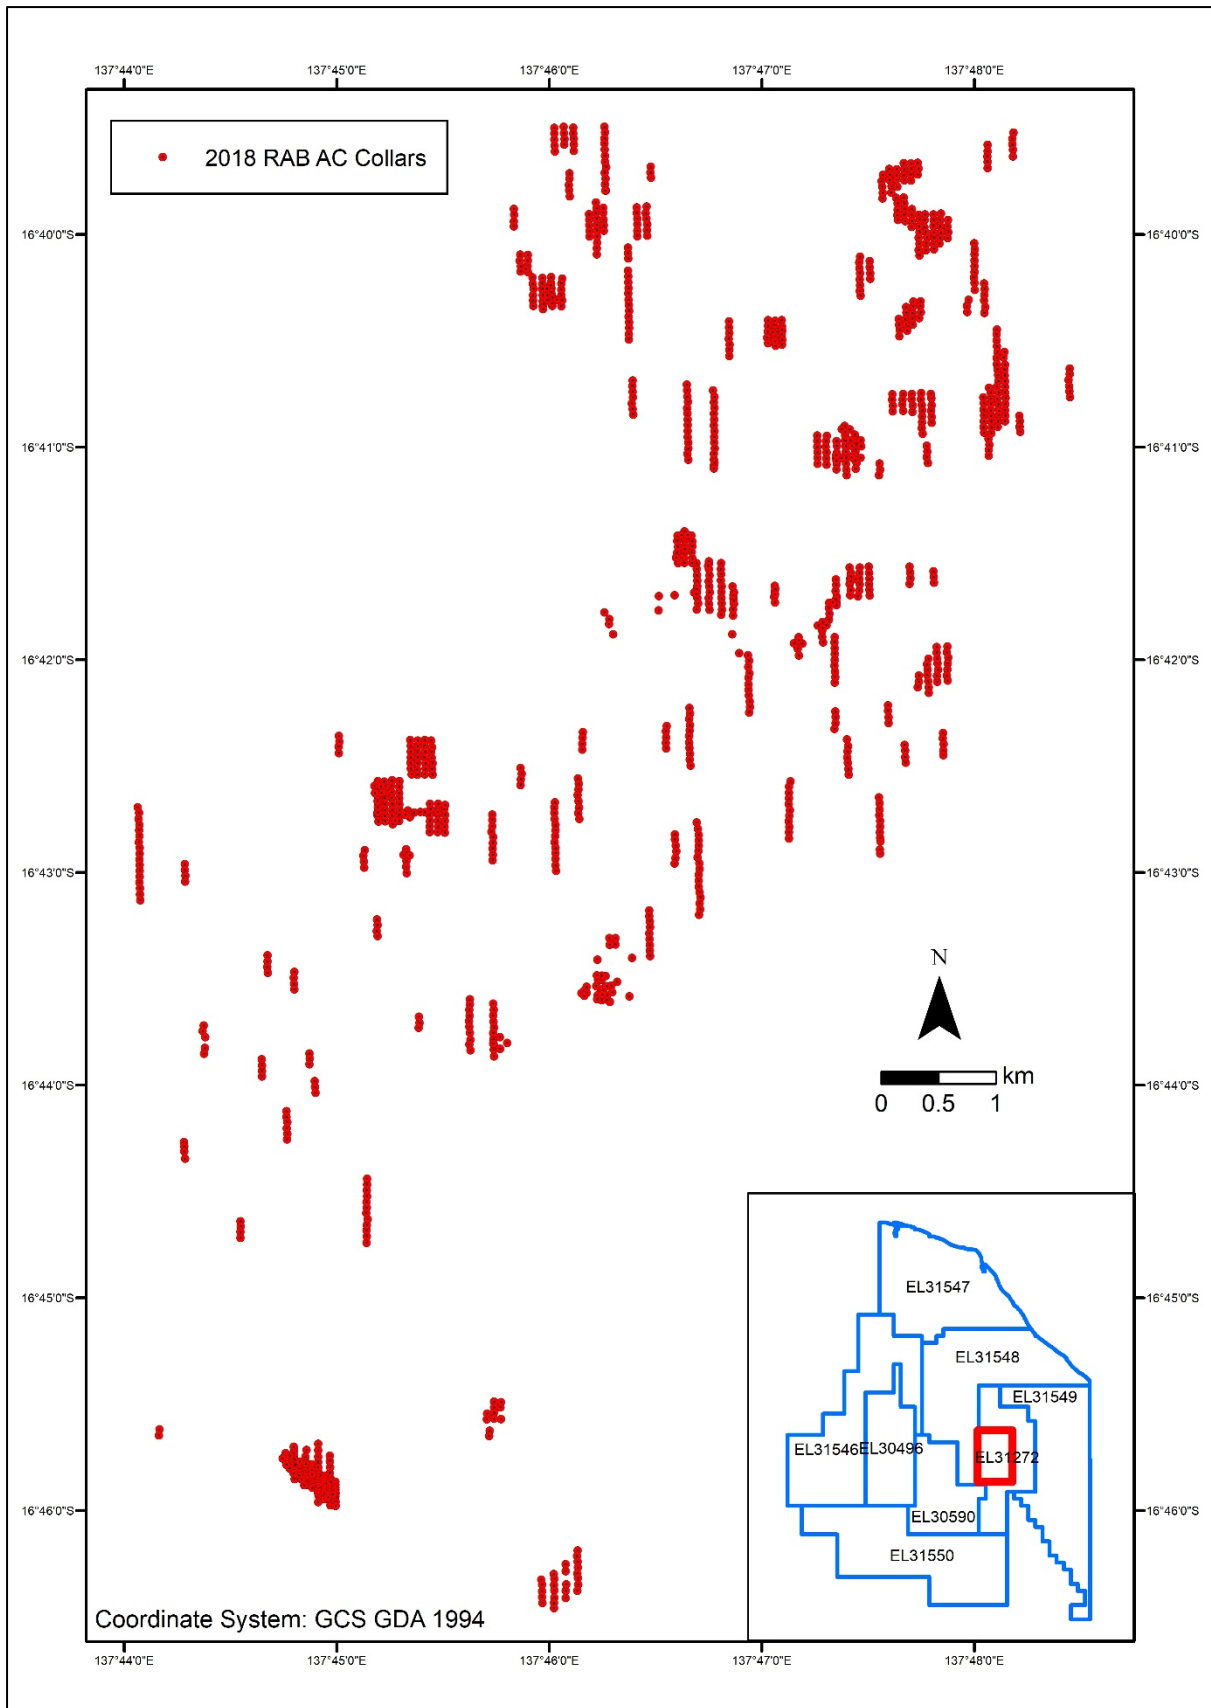 137°44'0"E 137°45'0"E 137°46'0"E 137°47'0"E 137°48'0"E
2018 RAB AC Collars
16°40'0"S 16°40'0"S
16°41'0"S 16°41'0"S
16°42'0"S 16°42'0"S
16°43'0"S 16°43'0"S
N
16°44'0"S 16°44'0"S
km
0 0.5 1
16°45'0"S 16°45'0"S
EL31547
EL31548
EL31549
EL31546 EL30496 EL31272
16°46'0"S 16°46'0"S
EL30590
EL31550
Coordinate System: GCS GDA 1994
137°44'0"E 137°45'0"E 137°46'0"E 137°47'0"E 137°48'0"E